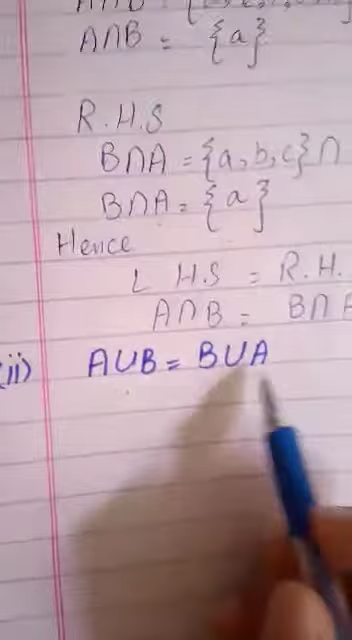 A∩B = {a}
R.H.S
B∩A = {a, b, c} ∩
B∩A = {a}
Hence
L H.S = R.H.
A∩B = B∩A
(ii) A∪B = B∪A